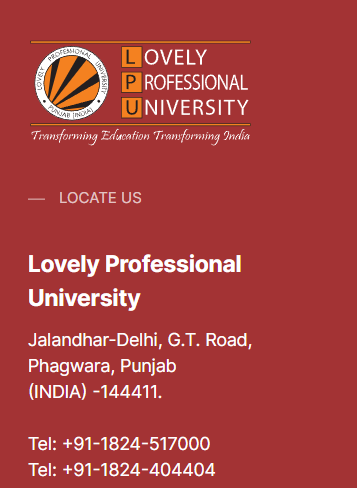 LOVELY PROFESSIONAL UNIVERSITY
PUNJAB (INDIA)
LOVELY
PROFESSIONAL
UNIVERSITY
Transforming Education Transforming India
— LOCATE US
Lovely Professional
University
Jalandhar-Delhi, G.T. Road,
Phagwara, Punjab
(INDIA) -144411.
Tel: +91-1824-517000
Tel: +91-1824-404404